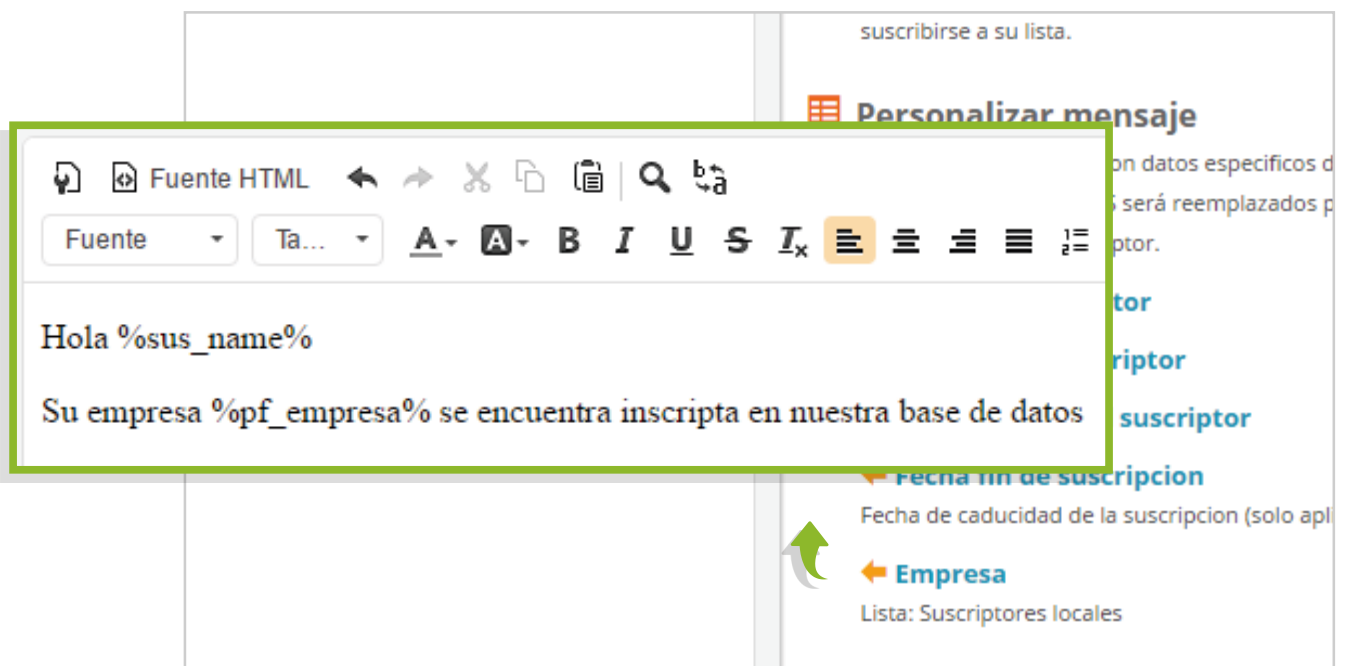 suscribirse a su lista.
Personalizar mensaje
on datos especificos d
será reemplazados p
ptor.
tor
riptor
suscriptor
Fecha fin de suscripcion
Fecha de caducidad de la suscripcion (solo apli
Empresa
Lista: Suscriptores locales
Fuente HTML
Fuente
Ta...
Hola %sus_name%
Su empresa %pf_empresa% se encuentra inscripta en nuestra base de datos